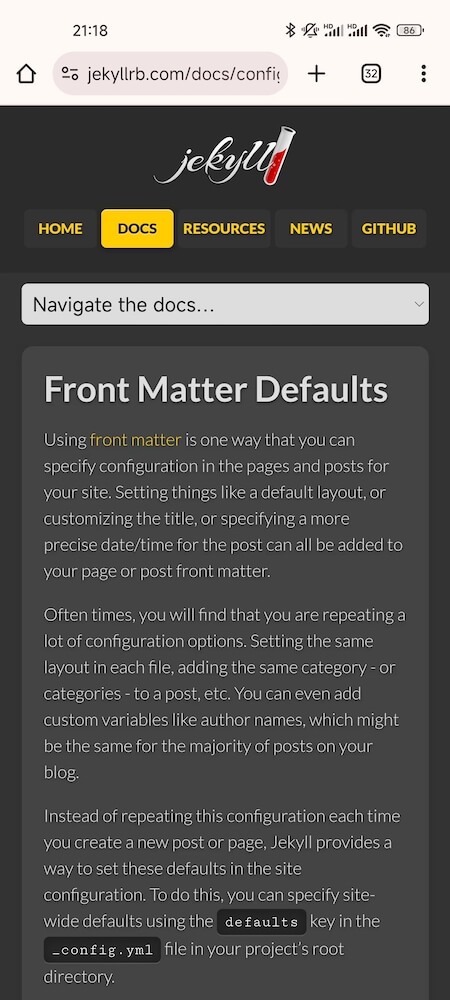 21:18
HD HD 86
jekyllrb.com/docs/config
32
jekyll
HOME DOCS RESOURCES NEWS GITHUB
Navigate the docs…
Front Matter Defaults
Using front matter is one way that you can
specify configuration in the pages and posts for
your site. Setting things like a default layout, or
customizing the title, or specifying a more
precise date/time for the post can all be added to
your page or post front matter.
Often times, you will find that you are repeating a
lot of configuration options. Setting the same
layout in each file, adding the same category - or
categories - to a post, etc. You can even add
custom variables like author names, which might
be the same for the majority of posts on your
blog.
Instead of repeating this configuration each time
you create a new post or page, Jekyll provides a
way to set these defaults in the site
configuration. To do this, you can specify site-
wide defaults using the defaults key in the
_config.yml file in your project’s root
directory.